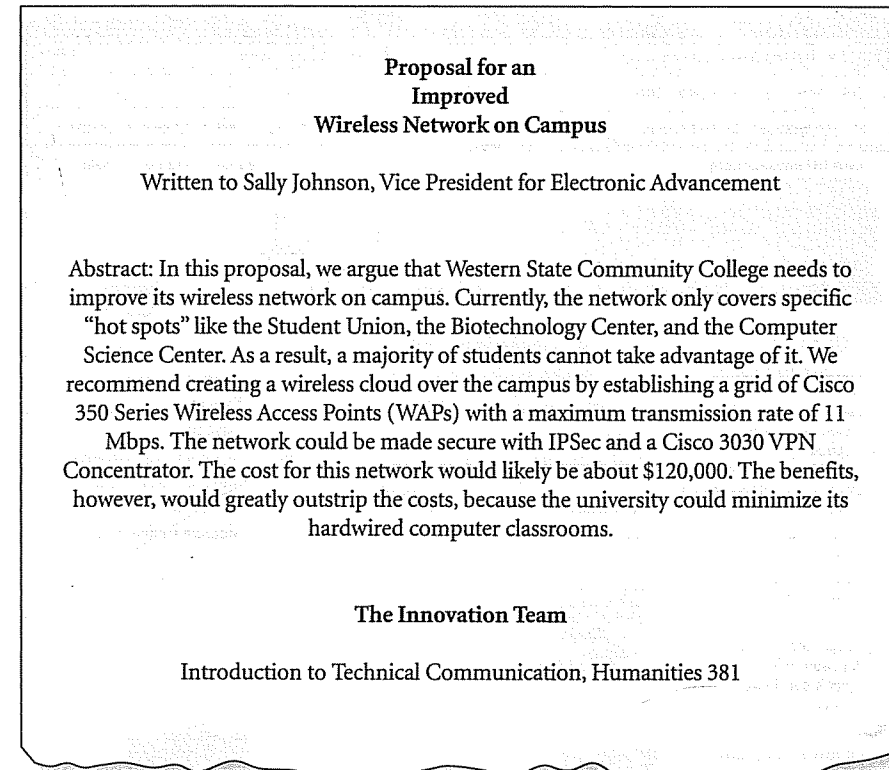 Proposal for an
Improved
Wireless Network on Campus
Written to Sally Johnson, Vice President for Electronic Advancement
Abstract: In this proposal, we argue that Western State Community College needs to
improve its wireless network on campus. Currently, the network only covers specific
“hot spots” like the Student Union, the Biotechnology Center, and the Computer
Science Center. As a result, a majority of students cannot take advantage of it. We
recommend creating a wireless cloud over the campus by establishing a grid of Cisco
350 Series Wireless Access Points (WAPs) with a maximum transmission rate of 11
Mbps. The network could be made secure with IPSec and a Cisco 3030 VPN
Concentrator. The cost for this network would likely be about $120,000. The benefits,
however, would greatly outstrip the costs, because the university could minimize its
hardwired computer classrooms.
The Innovation Team
Introduction to Technical Communication, Humanities 381